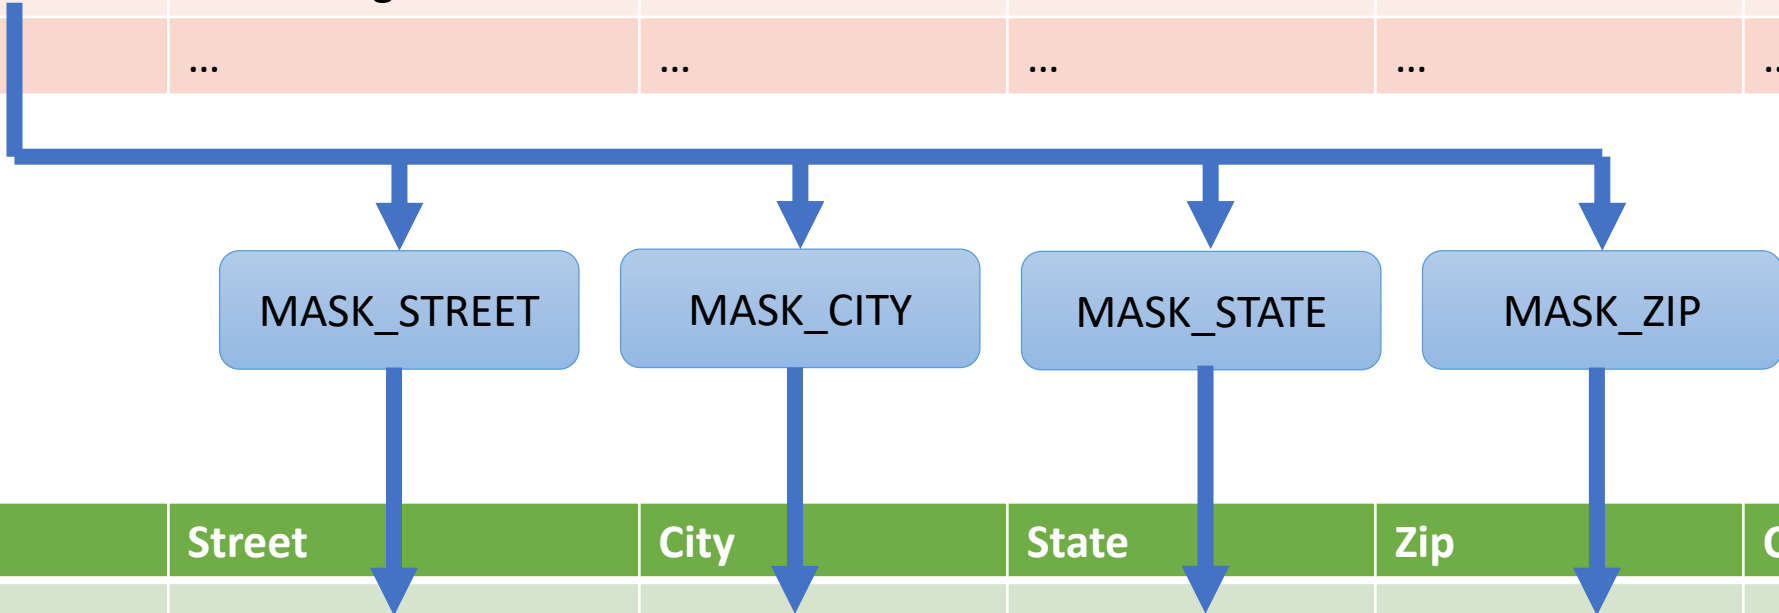 ... ... ... ...
MASK_STREET MASK_CITY MASK_STATE MASK_ZIP
Street City State Zip